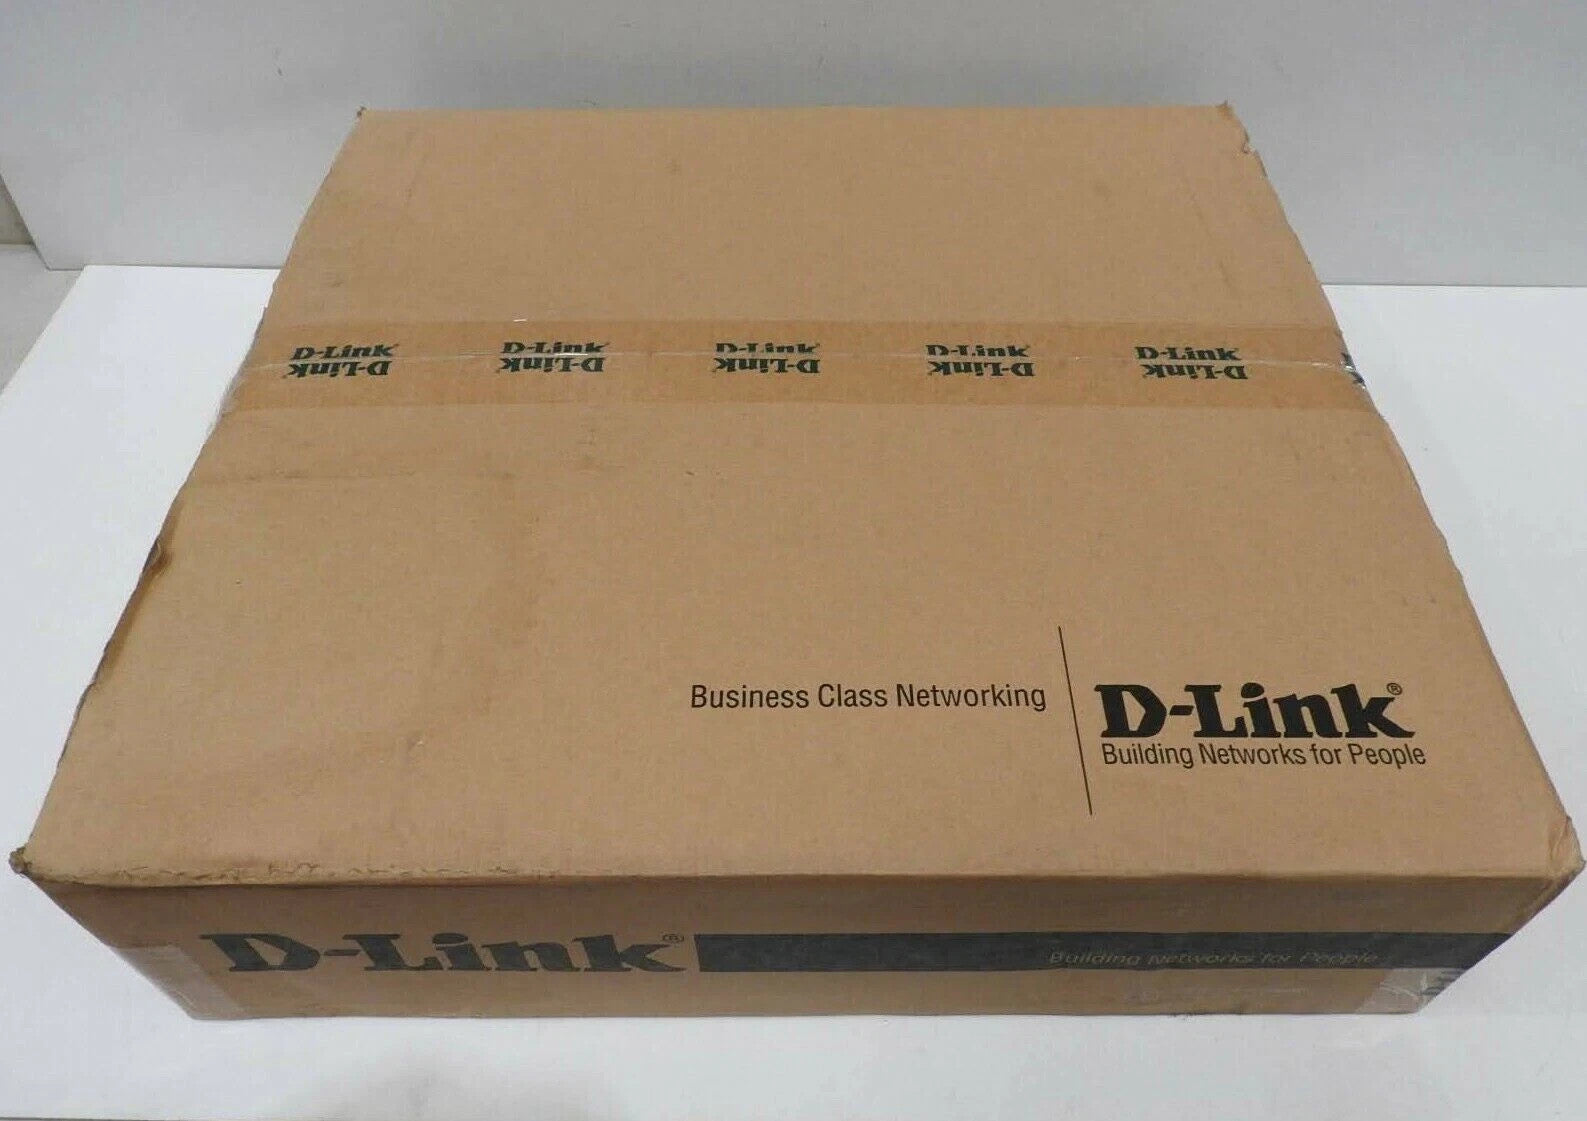 D-Link D-Link D-Link D-Link D-Link
D-Link D-Link D-Link D-Link D-Link
Business Class Networking
D-Link®
Building Networks for People
D-Link®
Building Networks for People